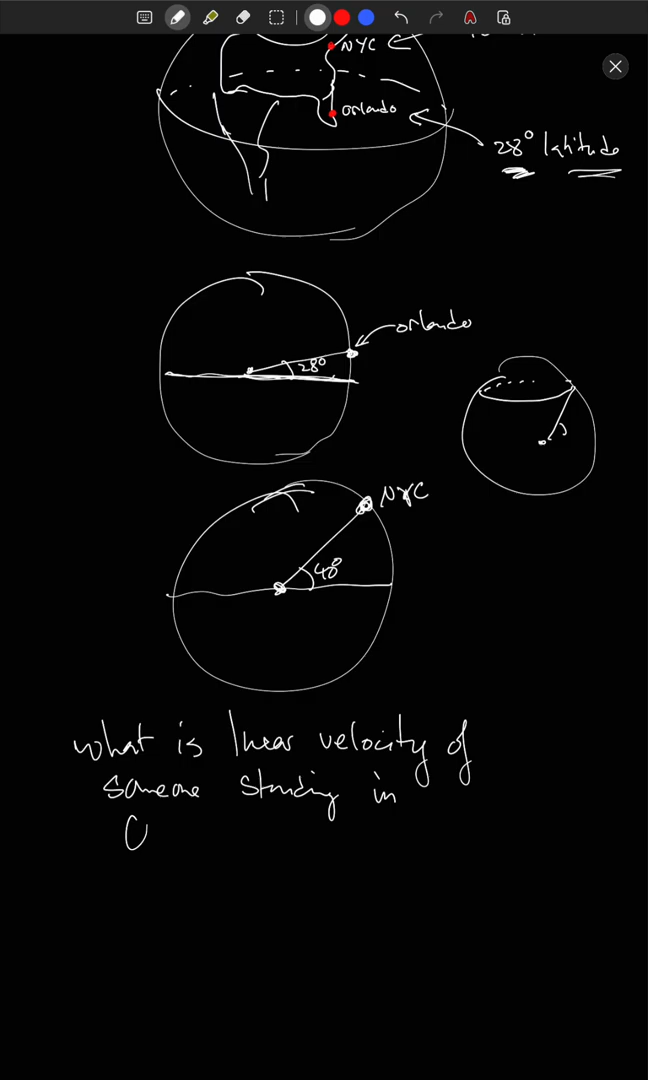 NYC
Orlando
28° latitude
orlando
28°
NYC
40°
what is linear velocity of
someone standing in
O